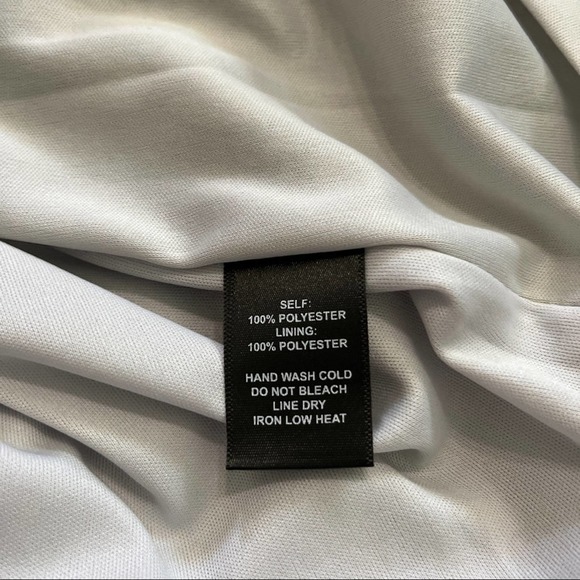 SELF:
100% POLYESTER
LINING:
100% POLYESTER
HAND WASH COLD
DO NOT BLEACH
LINE DRY
IRON LOW HEAT